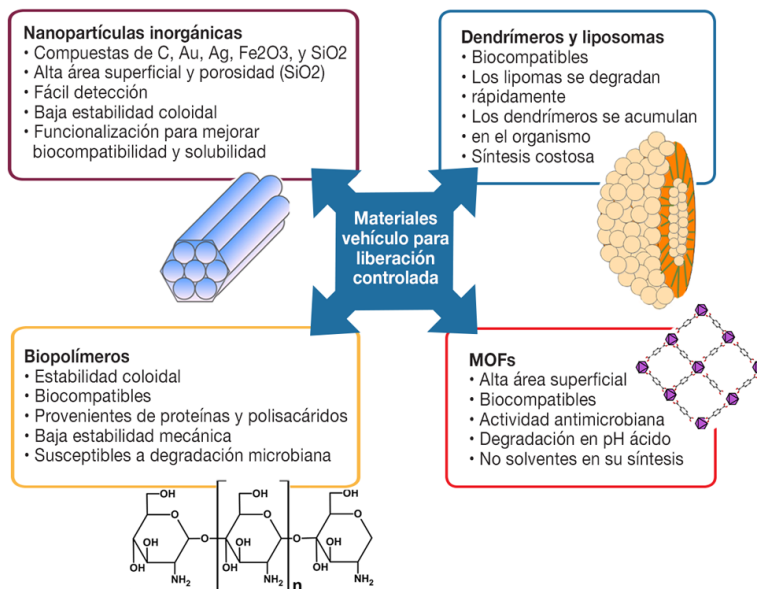 Nanopartículas inorgánicas
• Compuestas de C, Au, Ag, Fe2O3, y SiO2
• Alta área superficial y porosidad (SiO2)
• Fácil detección
• Baja estabilidad coloidal
• Funcionalización para mejorar
biocompatibilidad y solubilidad
Dendrímeros y liposomas
• Biocompatibles
• Los lipomas se degradan
• rápidamente
• Los dendrímeros se acumulan
• en el organismo
• Síntesis costosa
Materiales
vehículo para
liberación
controlada
Biopolímeros
• Estabilidad coloidal
• Biocompatibles
• Provenientes de proteínas y polisacáridos
• Baja estabilidad mecánica
• Susceptibles a degradación microbiana
MOFs
• Alta área superficial
• Biocompatibles
• Actividad antimicrobiana
• Degradación en pH ácido
• No solventes en su síntesis
OH
OH
OH
O
O
O
O
O
OH
OH
OH
OH
OH
OH
NH2
NH2
NH2
n